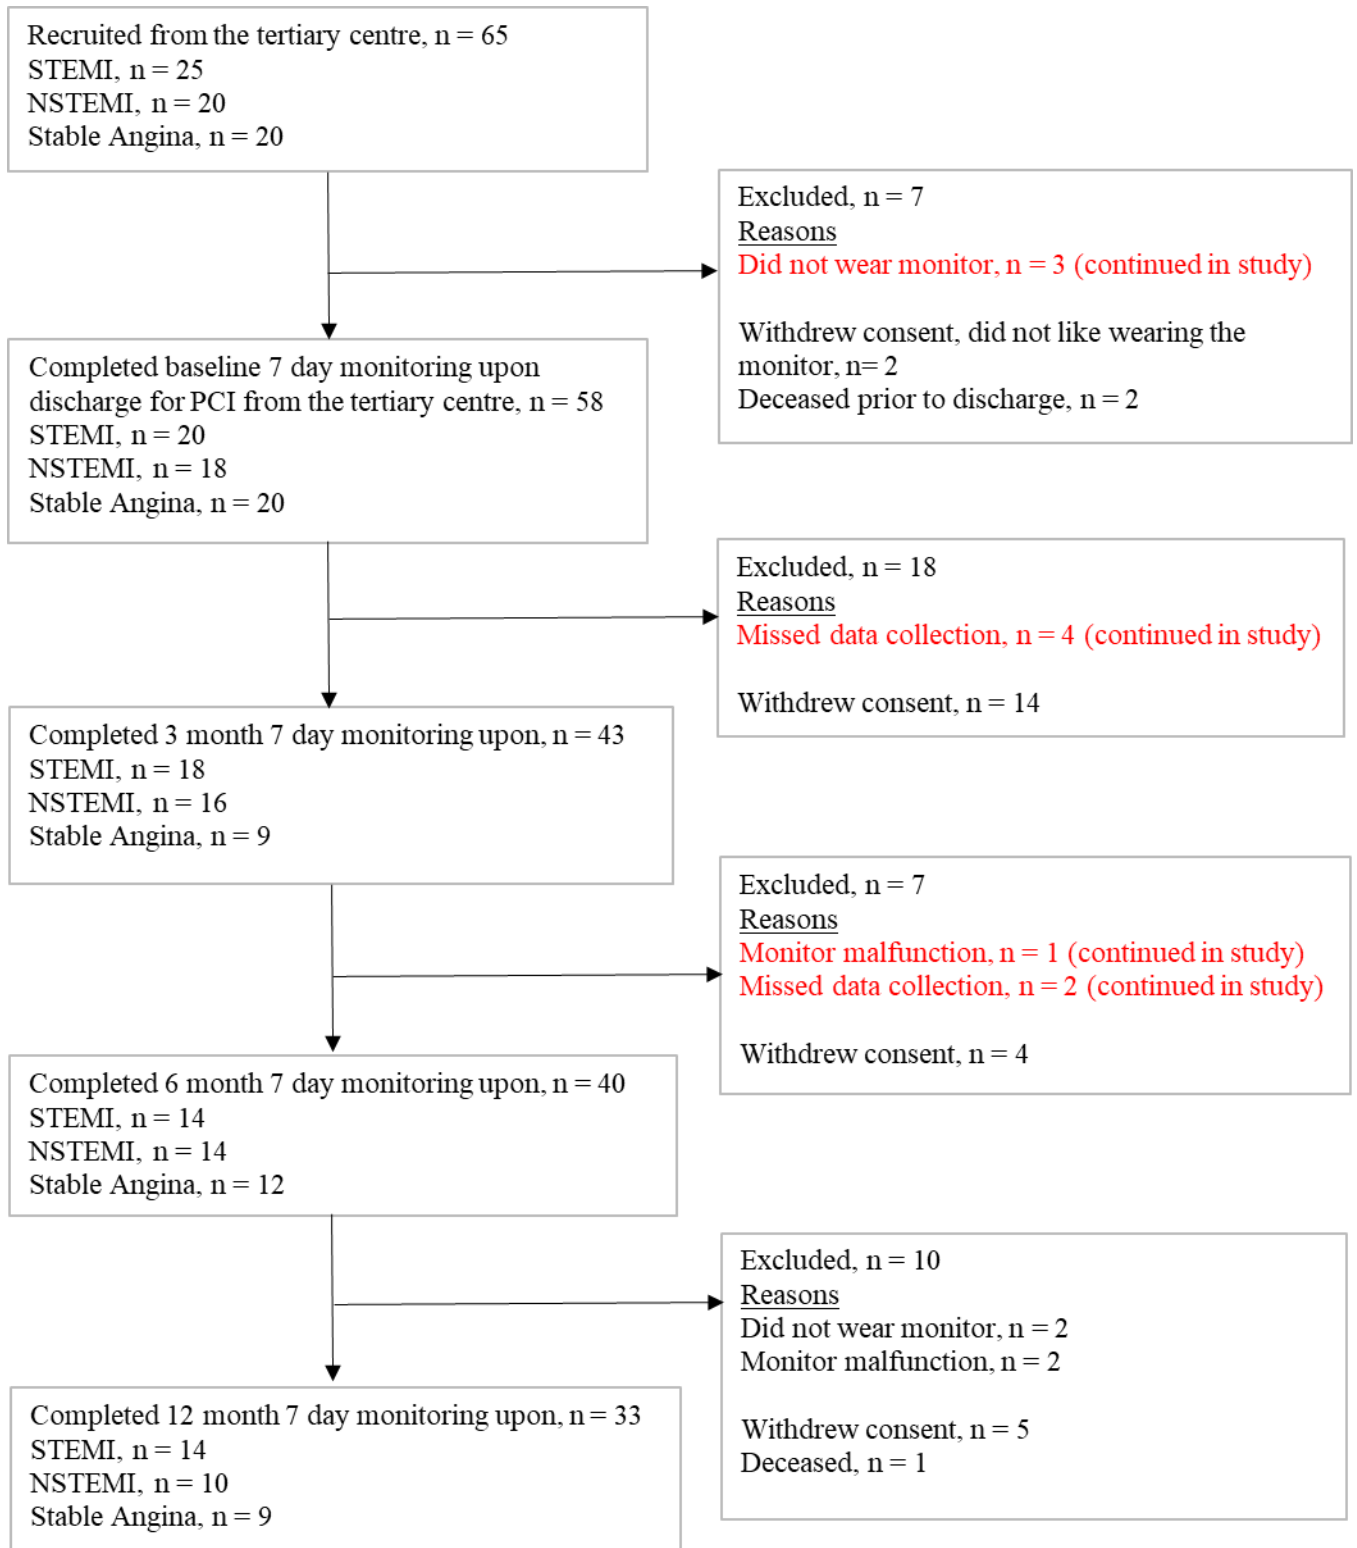 Recruited from the tertiary centre, n = 65
STEMI, n = 25
NSTEMI, n = 20
Stable Angina, n = 20
Excluded, n = 7
Reasons
Did not wear monitor, n = 3 (continued in study)
Withdrew consent, did not like wearing the
monitor, n= 2
Deceased prior to discharge, n = 2
Completed baseline 7 day monitoring upon
discharge for PCI from the tertiary centre, n = 58
STEMI, n = 20
NSTEMI, n = 18
Stable Angina, n = 20
Excluded, n = 18
Reasons
Missed data collection, n = 4 (continued in study)
Withdrew consent, n = 14
Completed 3 month 7 day monitoring upon, n = 43
STEMI, n = 18
NSTEMI, n = 16
Stable Angina, n = 9
Excluded, n = 7
Reasons
Monitor malfunction, n = 1 (continued in study)
Missed data collection, n = 2 (continued in study)
Withdrew consent, n = 4
Completed 6 month 7 day monitoring upon, n = 40
STEMI, n = 14
NSTEMI, n = 14
Stable Angina, n = 12
Excluded, n = 10
Reasons
Did not wear monitor, n = 2
Monitor malfunction, n = 2
Withdrew consent, n = 5
Deceased, n = 1
Completed 12 month 7 day monitoring upon, n = 33
STEMI, n = 14
NSTEMI, n = 10
Stable Angina, n = 9